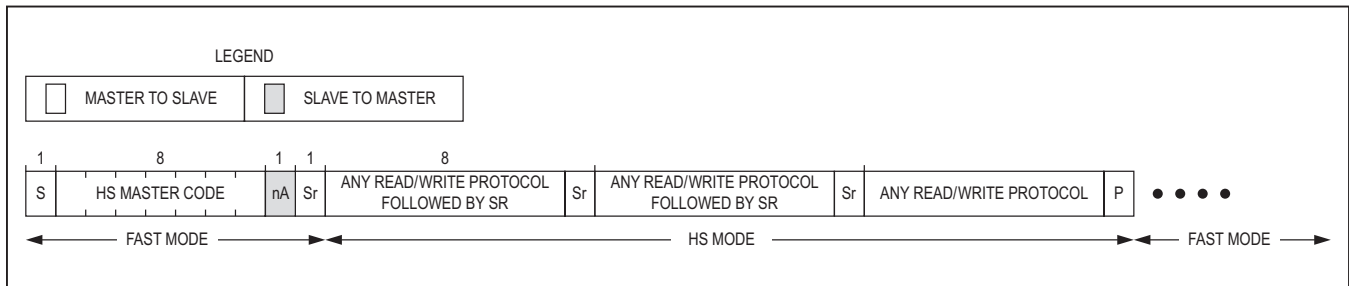 LEGEND
MASTER TO SLAVE SLAVE TO MASTER
1 8 1 1 8
S HS MASTER CODE nA Sr ANY READ/WRITE PROTOCOL
FOLLOWED BY SR Sr ANY READ/WRITE PROTOCOL
FOLLOWED BY SR Sr ANY READ/WRITE PROTOCOL P
FAST MODE HS MODE FAST MODE